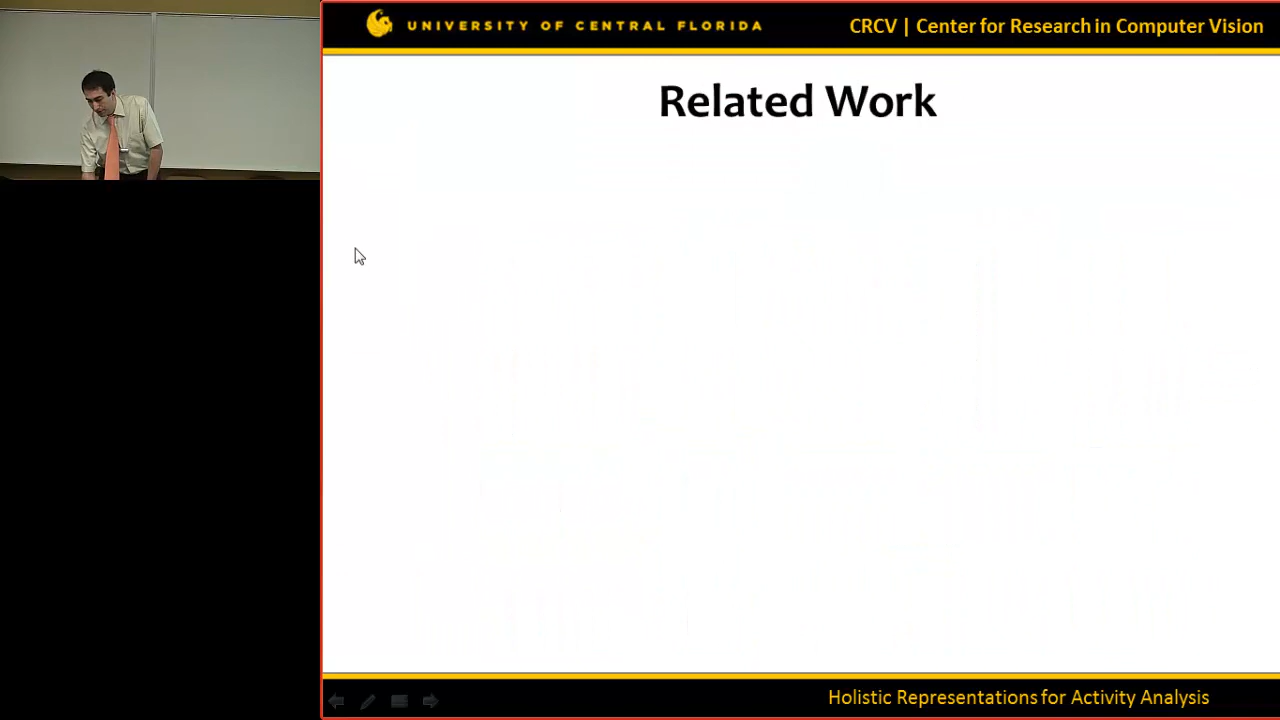 UNIVERSITY OF CENTRAL FLORIDA
CRCV | Center for Research in Computer Vision
Related Work
Holistic Representations for Activity Analysis